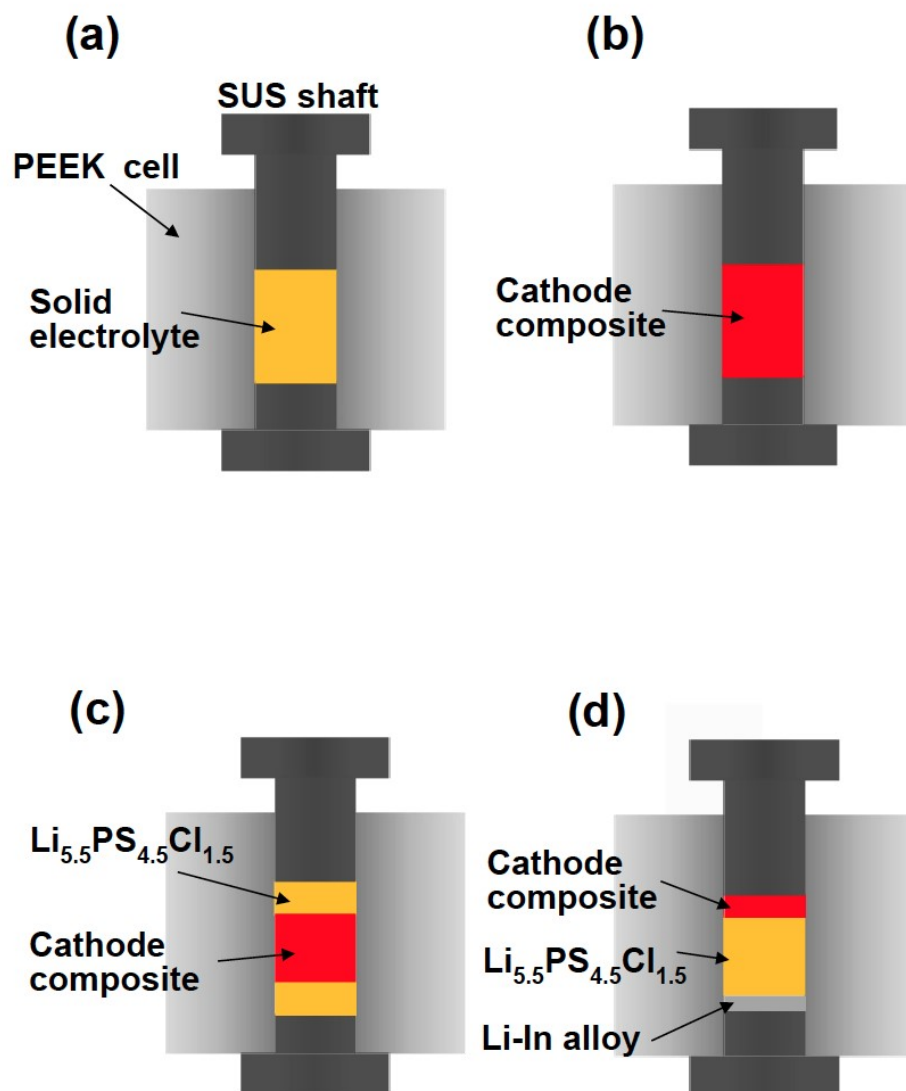 (a)
SUS shaft
PEEK cell
Solid
electrolyte
(b)
Cathode
composite
(c)
Li5.5PS4.5Cl1.5
Cathode
composite
(d)
Cathode
composite
Li5.5PS4.5Cl1.5
Li-In alloy